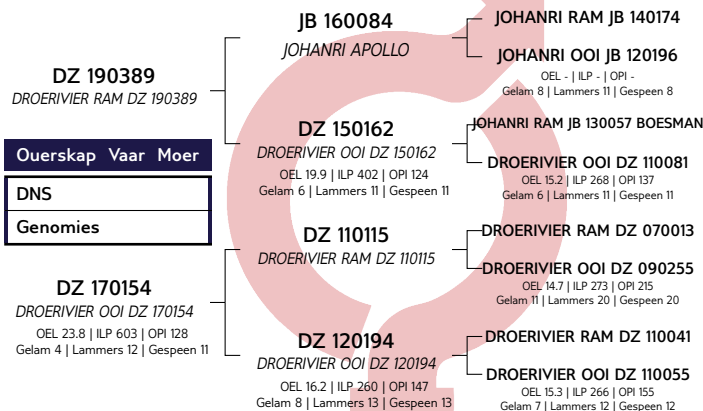 DZ 190389
DROERIVIER RAM DZ 190389
Ouerskap Vaar Moer
DNS
Genomies
DZ 170154
DROERIVIER OOI DZ 170154
OEL 23.8 | ILP 603 | OPI 128
Gelam 4 | Lammers 12 | Gespeen 11
JB 160084
JOHANRI APOLLO
DZ 150162
DROERIVIER OOI DZ 150162
OEL 19.9 | ILP 402 | OPI 124
Gelam 6 | Lammers 11 | Gespeen 11
DZ 110115
DROERIVIER RAM DZ 110115
DZ 120194
DROERIVIER OOI DZ 120194
OEL 16.2 | ILP 260 | OPI 147
Gelam 8 | Lammers 13 | Gespeen 13
JOHANRI RAM JB 140174
JOHANRI OOI JB 120196
OEL - | ILP - | OPI -
Gelam 8 | Lammers 11 | Gespeen 8
JOHANRI RAM JB 130057 BOESMAN
DROERIVIER OOI DZ 110081
OEL 15.2 | ILP 268 | OPI 137
Gelam 6 | Lammers 11 | Gespeen 11
DROERIVIER RAM DZ 070013
DROERIVIER OOI DZ 090255
OEL 14.7 | ILP 273 | OPI 215
Gelam 11 | Lammers 20 | Gespeen 20
DROERIVIER RAM DZ 110041
DROERIVIER OOI DZ 110055
OEL 15.3 | ILP 266 | OPI 155
Gelam 7 | Lammers 12 | Gespeen 12